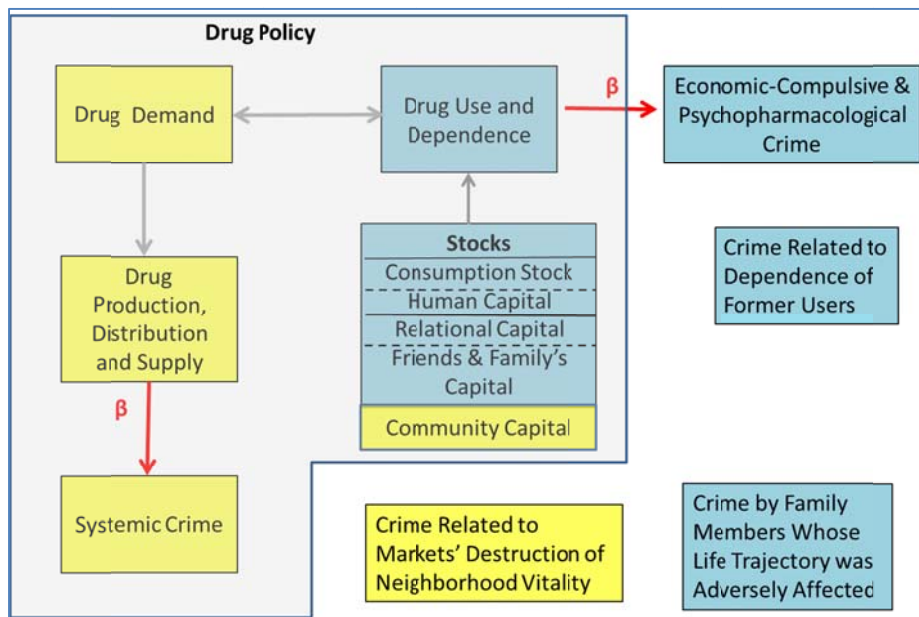 Drug Policy
Drug Demand
Drug Use and
Dependence
β
Economic-Compulsive &
Psychopharmacological
Crime
Stocks
Consumption Stock
Human Capital
Relational Capital
Friends & Family's
Capital
Community Capital
Drug
Production,
Distribution
and Supply
β
Systemic Crime
Crime Related to
Dependence of
Former Users
Crime Related to
Markets' Destruction of
Neighborhood Vitality
Crime by Family
Members Whose
Life Trajectory was
Adversely Affected